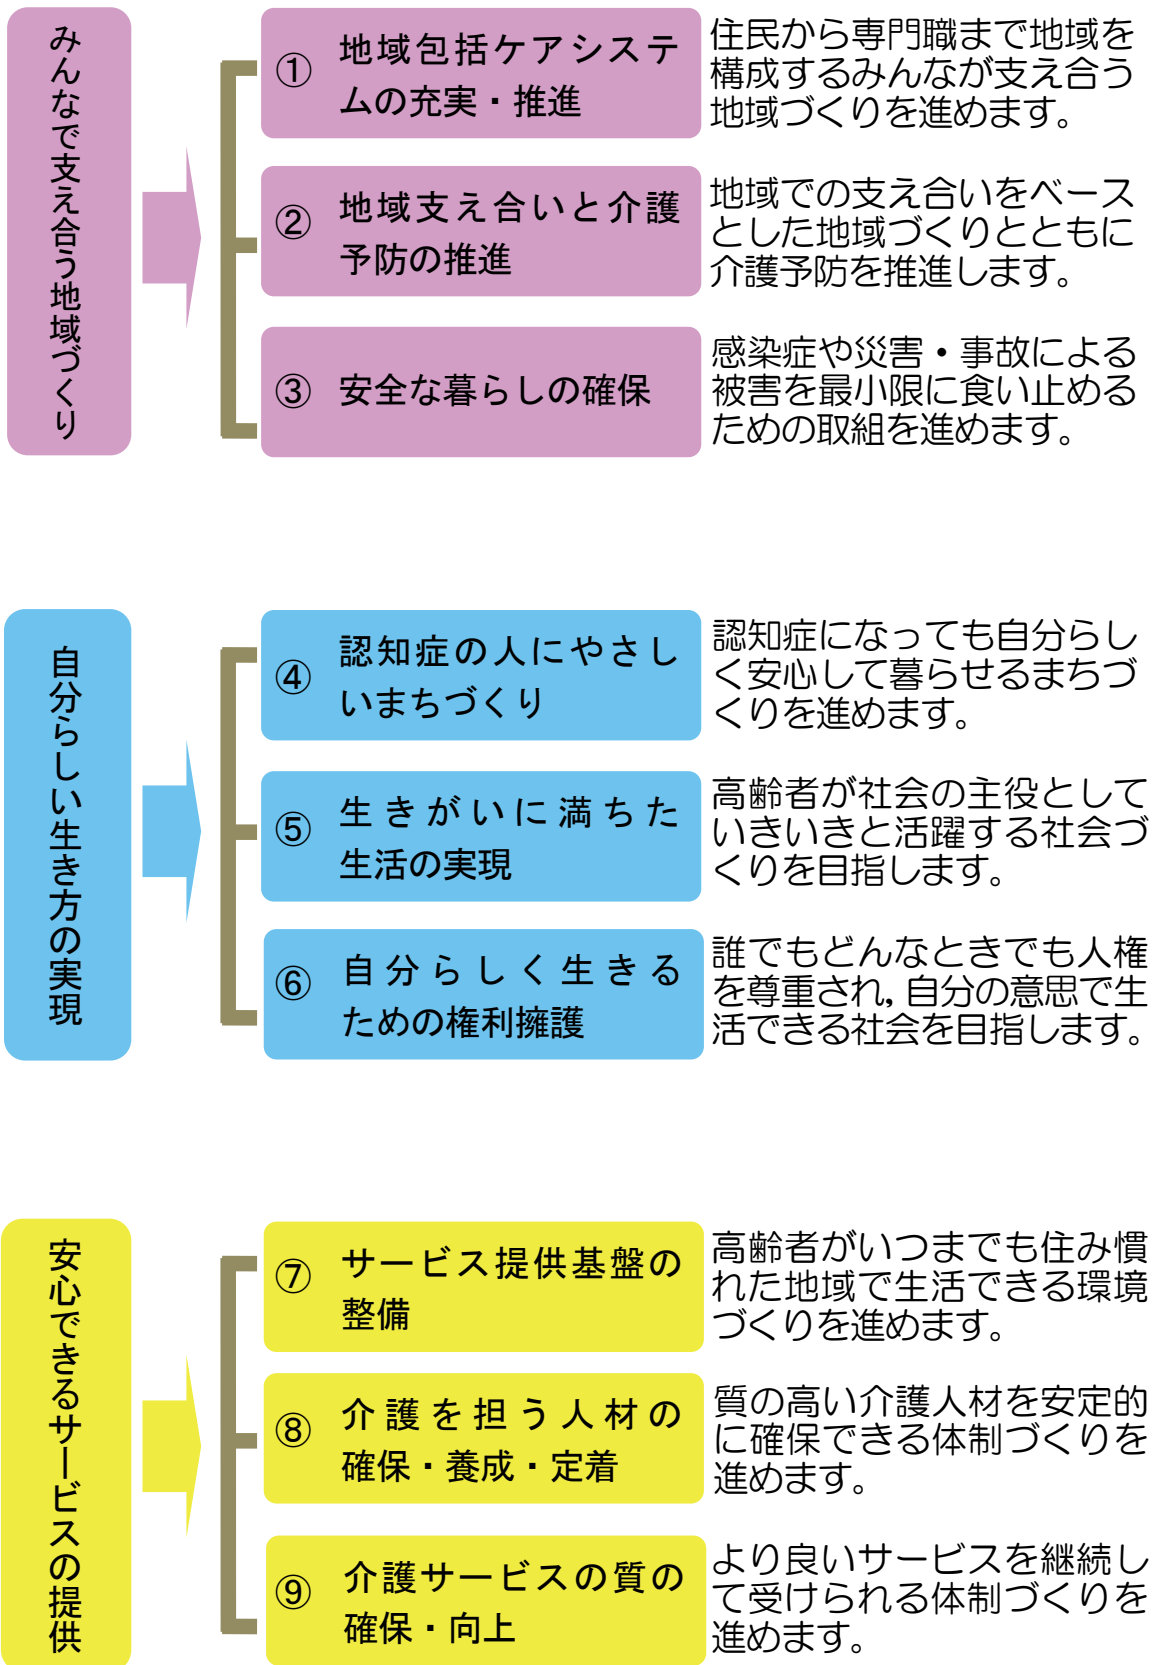 みんなで支え合う地域づくり
①
地域包括ケアシステ
ムの充実・推進
住民から専門職まで地域を
構成するみんなが支え合う
地域づくりを進めます。
②
地域支え合いと介護
予防の推進
地域での支え合いをベース
とした地域づくりとともに
介護予防を推進します。
③
安全な暮らしの確保
感染症や災害・事故による
被害を最小限に食い止める
ための取組を進めます。
自分らしい生き方の実現
④
認知症の人にやさし
いまちづくり
認知症になっても自分らし
く安心して暮らせるまちづ
くりを進めます。
⑤
生きがいに満ちた
生活の実現
高齢者が社会の主役として
いきいきと活躍する社会づ
くりを目指します。
⑥
自分らしく生きる
ための権利擁護
誰でもどんなときでも人権
を尊重され,自分の意思で生
活できる社会を目指します。
安心できるサービスの提供
⑦
サービス提供基盤の
整備
高齢者がいつまでも住み慣
れた地域で生活できる環境
づくりを進めます。
⑧
介護を担う人材の
確保・養成・定着
質の高い介護人材を安定的
に確保できる体制づくりを
進めます。
⑨
介護サービスの質の
確保・向上
より良いサービスを継続し
て受けられる体制づくりを
進めます。